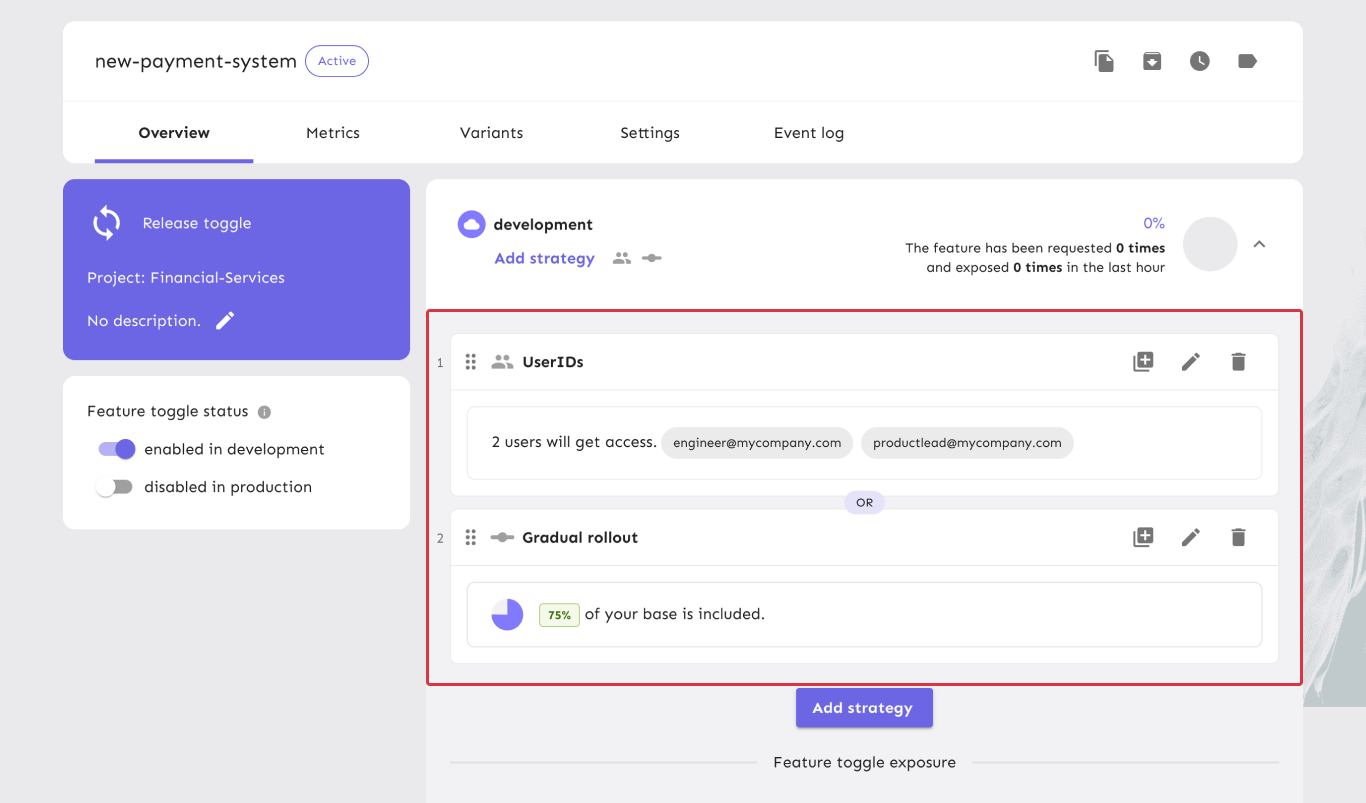 new-payment-system Active
Overview Metrics Variants Settings Event log
Release toggle
Project: Financial-Services
No description.
Feature toggle status
enabled in development
disabled in production
development
Add strategy
0%
The feature has been requested 0 times
and exposed 0 times in the last hour
1 UserIDs
2 users will get access. engineer@mycompany.com productlead@mycompany.com
OR
2 Gradual rollout
75% of your base is included.
Add strategy
Feature toggle exposure